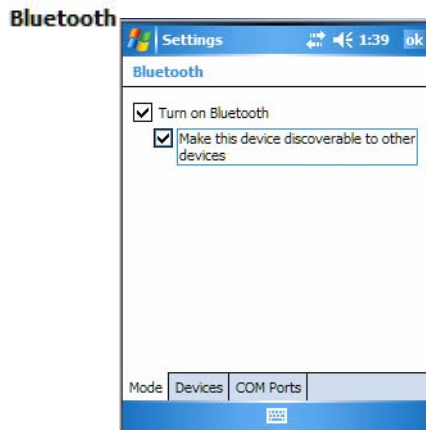 Bluetooth
Settings 1:39 ok
Bluetooth
Turn on Bluetooth
Make this device discoverable to other
devices
Mode Devices COM Ports